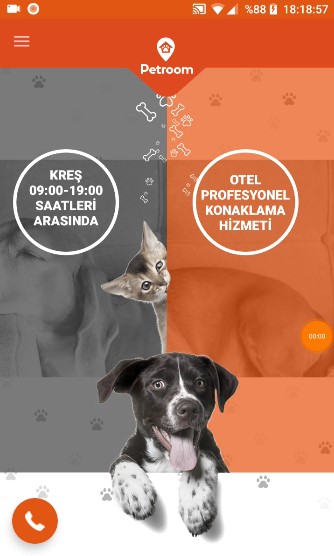 %88 18:18:57
Petroom
KREŞ
09:00-19:00
SAATLERİ
ARASINDA
OTEL
PROFESYONEL
KONAKLAMA
HİZMETİ
00:00